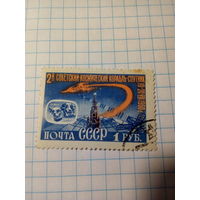 2й СОВЕТСКИЙ КОСМИЧЕСКИЙ КОРАБЛЬ-СПУТНИК
ПОЧТА СССР 1 РУБ.